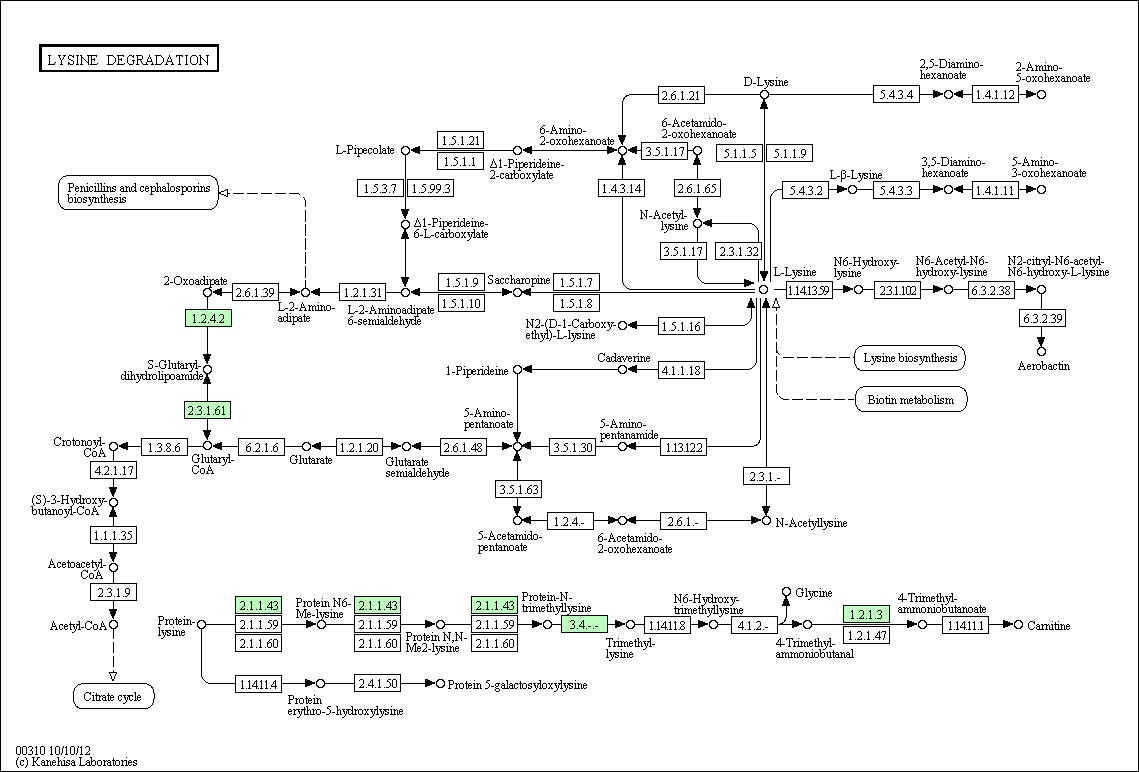 LYSINE DEGRADATION
D-Lysine
2,5-Diamino-
hexanoate
2-Amino-
5-oxohexanoate
2.6.1.21
5.4.3.4
1.4.1.12
6-Amino-
2-oxohexanoate
6-Acetamido-
2-oxohexanoate
L-Pipecolate
1.5.1.21
1.5.1.1
Δ1-Piperideine-
2-carboxylate
3.5.1.17
5.1.1.5
5.1.1.9
1.5.3.7
1.5.99.3
1.4.3.14
2.6.1.65
L-β-Lysine
3,5-Diamino-
hexanoate
5-Amino-
3-oxohexanoate
5.4.3.2
5.4.3.3
1.4.1.11
Penicillins and cephalosporins
biosynthesis
Δ1-Piperideine-
6-L-carboxylate
N-Acetyl-
lysine
3.5.1.17
2.3.1.32
2-Oxoadipate
2.6.1.39
L-2-Amino-
adipate
1.2.1.31
L-2-Aminoadipate
6-semialdehyde
1.5.1.9
1.5.1.10
Saccharopine
1.5.1.7
1.5.1.8
L-Lysine
1.14.13.59
N6-Hydroxy-
lysine
2.3.1.102
N6-Acetyl-N6-
hydroxy-lysine
6.3.2.38
N2-citryl-N6-acetyl-
N6-hydroxy-L-lysine
6.3.2.39
Aerobactin
1.2.4.2
N2-(D-1-Carboxy-
ethyl)-L-lysine
1.5.1.16
Lysine biosynthesis
Biotin metabolism
S-Glutaryl-
dihydrolipoamide
1-Piperideine
Cadaverine
4.1.1.18
2.3.1.61
5-Amino-
pentanoate
5-Amino-
pentanamide
Crotonoyl-
CoA
1.3.8.6
Glutaryl-
CoA
6.2.1.6
Glutarate
1.2.1.20
Glutarate
semialdehyde
2.6.1.48
3.5.1.30
1.13.12.2
4.2.1.17
3.5.1.63
2.3.1.-
(S)-3-Hydroxy-
butanoyl-CoA
5-Acetamido-
pentanoate
1.2.4.-
6-Acetamido-
2-oxohexanoate
2.6.1.-
N-Acetyllysine
1.1.1.35
Acetoacetyl-
CoA
2.3.1.9
Acetyl-CoA
Citrate cycle
Protein-
lysine
2.1.1.43
2.1.1.59
2.1.1.60
Protein N6-
Me-lysine
2.1.1.43
2.1.1.59
2.1.1.60
Protein N,N-
Me2-lysine
2.1.1.43
2.1.1.59
2.1.1.60
Protein-N-
trimethyllysine
3.4.-.-
Trimethyl-
lysine
1.14.11.8
N6-Hydroxy-
trimethyllysine
4.1.2.-
Glycine
4-Trimethyl-
ammoniobutanal
1.2.1.3
1.2.1.47
4-Trimethyl-
ammoniobutanoate
1.14.11.1
Carnitine
1.14.11.4
Protein
erythro-5-hydroxylysine
2.4.1.50
Protein 5-galactosyloxylysine
00310 10/10/12
(c) Kanehisa Laboratories